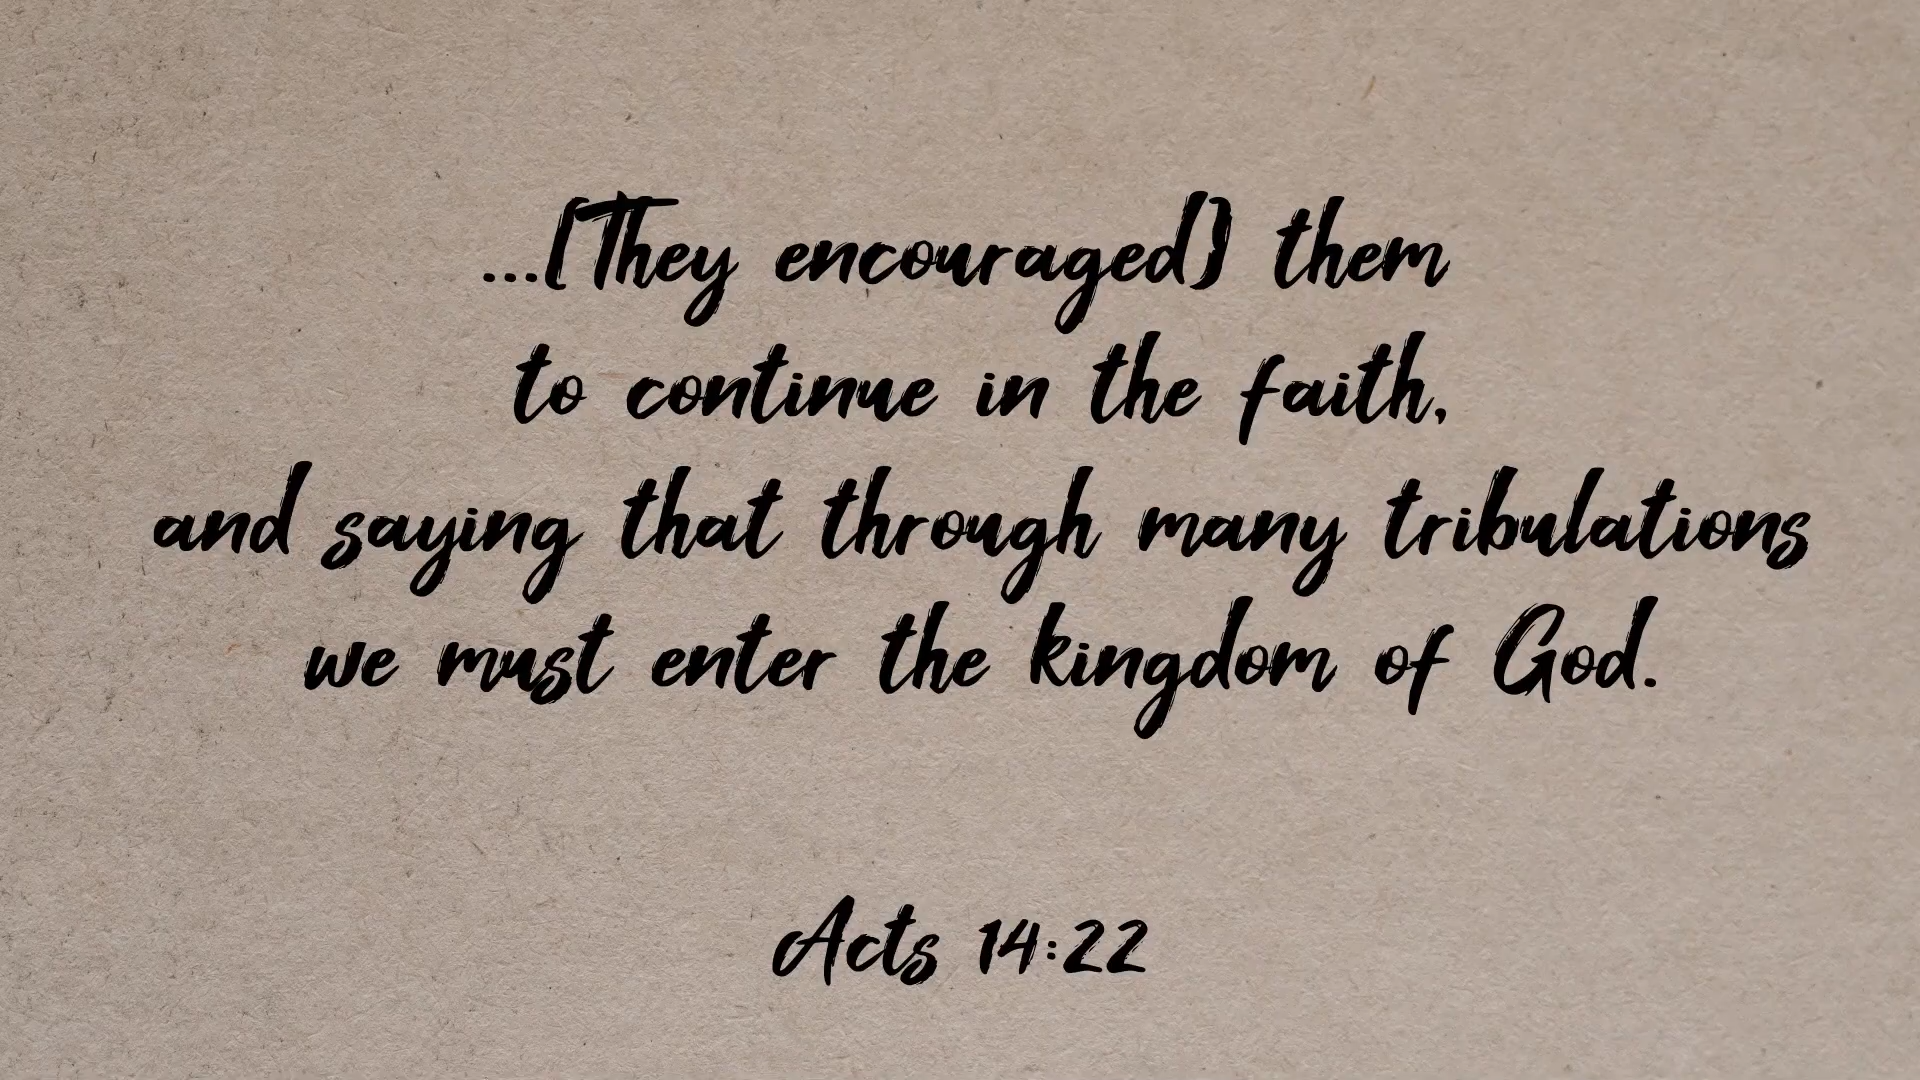 ...[They encouraged] them
to continue in the faith,
and saying that through many tribulations
we must enter the kingdom of God.
Acts 14:22